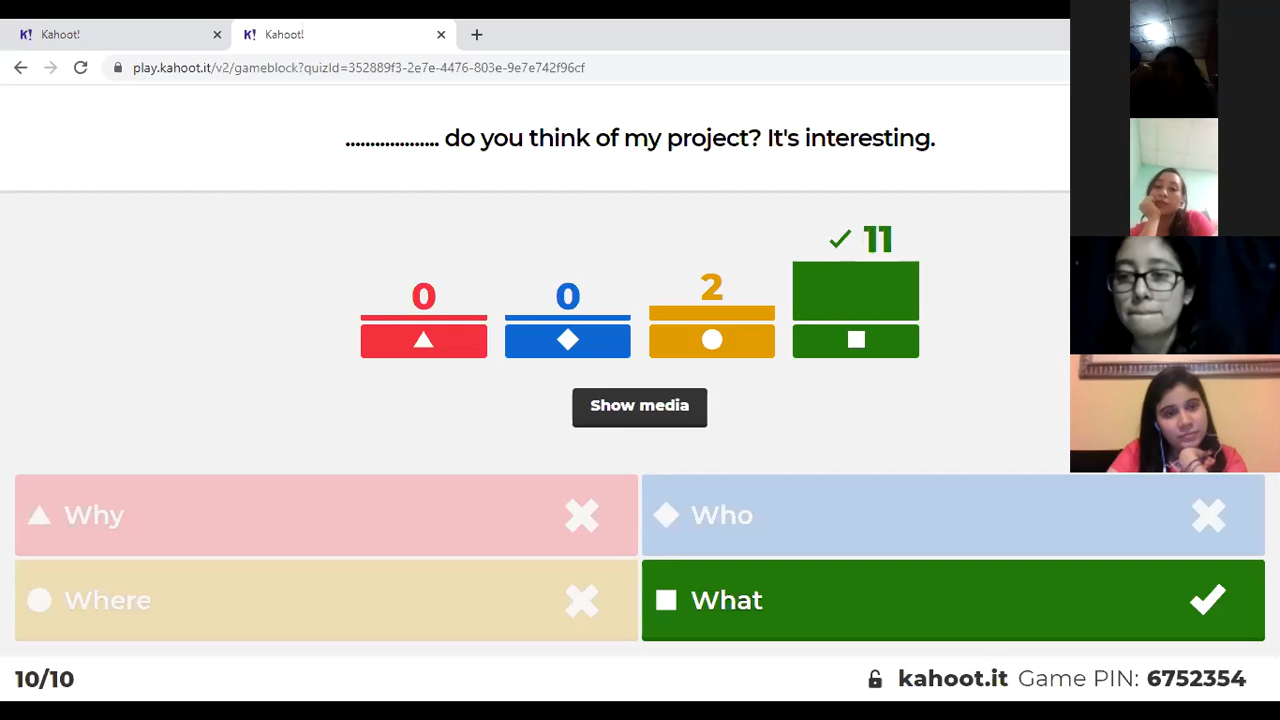 K! Kahoot! × K! Kahoot! × +
play.kahoot.it/v2/gameblock?quizId=352889f3-2e7e-4476-803e-9e7e742f96cf
................... do you think of my project? It's interesting.
0 0 2 11
Show media
Why
Who
Where
What
10/10
kahoot.it Game PIN: 6752354